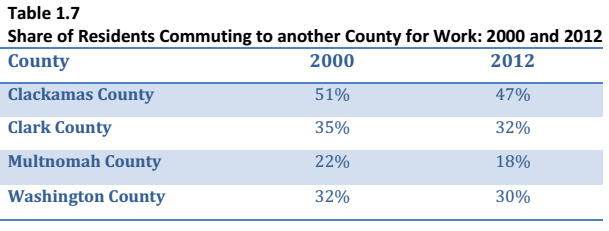 Table 1.7
Share of Residents Commuting to another County for Work: 2000 and 2012
County 2000 2012
Clackamas County 51% 47%
Clark County 35% 32%
Multnomah County 22% 18%
Washington County 32% 30%